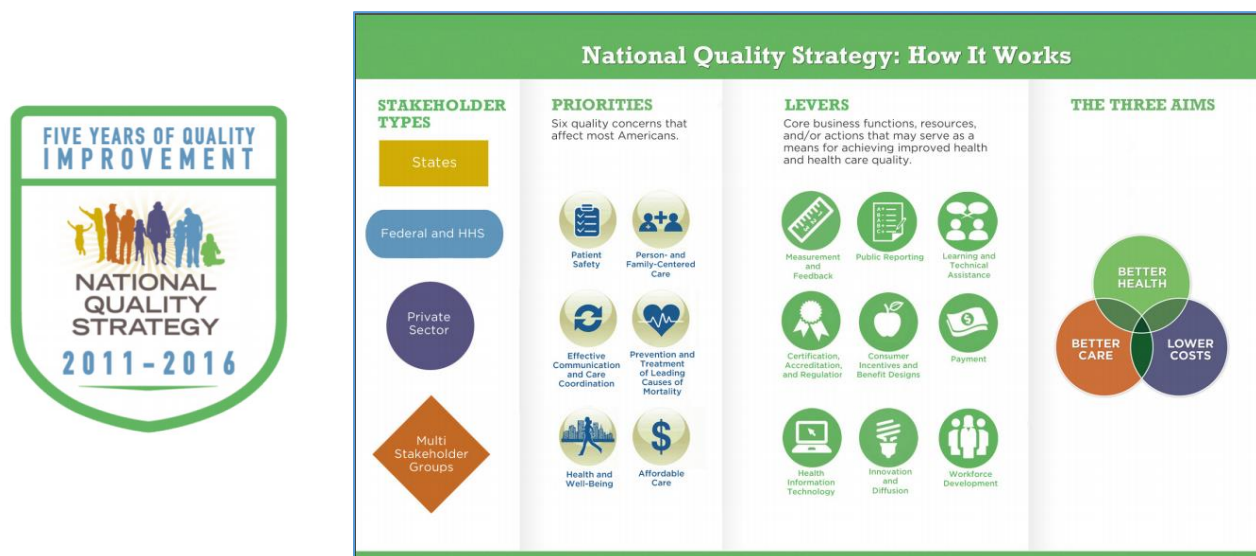 FIVE YEARS OF QUALITY
IMPROVEMENT
NATIONAL
QUALITY
STRATEGY
2011–2016
National Quality Strategy: How It Works
STAKEHOLDER
TYPES
States
Federal and HHS
Private
Sector
Multi
Stakeholder
Groups
PRIORITIES
Six quality concerns that
affect most Americans.
Patient
Safety
Person- and
Family-Centered
Care
Effective
Communication
and Care
Coordination
Prevention and
Treatment
of Leading
Causes of
Mortality
Health and
Well-Being
$
Affordable
Care
LEVERS
Core business functions, resources,
and/or actions that may serve as a
means for achieving improved health
and health care quality.
Measurement
and
Feedback
Public Reporting
Learning and
Technical
Assistance
Certification,
Accreditation,
and Regulation
Consumer
Incentives and
Benefit Designs
$
Payment
Health
Information
Technology
Innovation
and
Diffusion
Workforce
Development
THE THREE AIMS
BETTER
HEALTH
BETTER
CARE
LOWER
COSTS